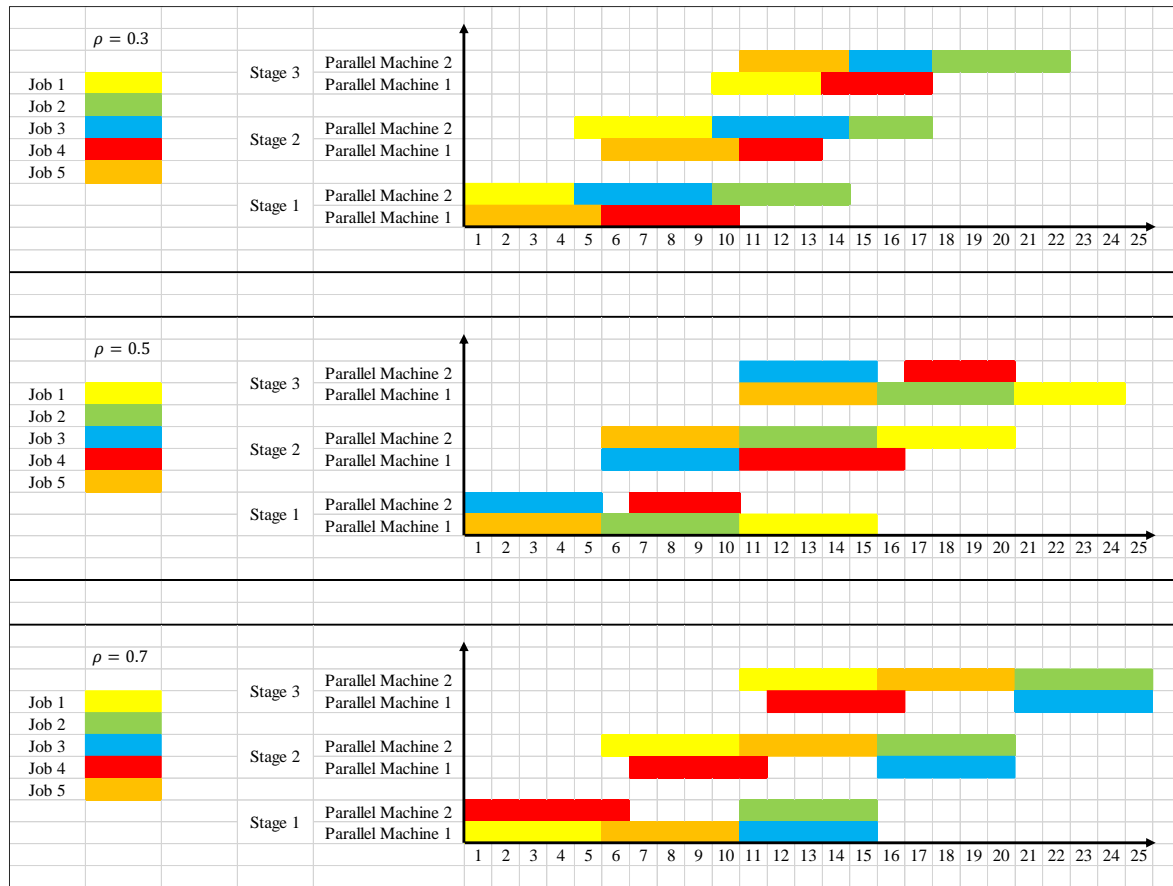 ρ = 0.3
Job 1
Job 2
Job 3
Job 4
Job 5
Stage 3
Parallel Machine 2
Parallel Machine 1
Stage 2
Parallel Machine 2
Parallel Machine 1
Stage 1
Parallel Machine 2
Parallel Machine 1
1 2 3 4 5 6 7 8 9 10 11 12 13 14 15 16 17 18 19 20 21 22 23 24 25
ρ = 0.5
Job 1
Job 2
Job 3
Job 4
Job 5
Stage 3
Parallel Machine 2
Parallel Machine 1
Stage 2
Parallel Machine 2
Parallel Machine 1
Stage 1
Parallel Machine 2
Parallel Machine 1
1 2 3 4 5 6 7 8 9 10 11 12 13 14 15 16 17 18 19 20 21 22 23 24 25
ρ = 0.7
Job 1
Job 2
Job 3
Job 4
Job 5
Stage 3
Parallel Machine 2
Parallel Machine 1
Stage 2
Parallel Machine 2
Parallel Machine 1
Stage 1
Parallel Machine 2
Parallel Machine 1
1 2 3 4 5 6 7 8 9 10 11 12 13 14 15 16 17 18 19 20 21 22 23 24 25